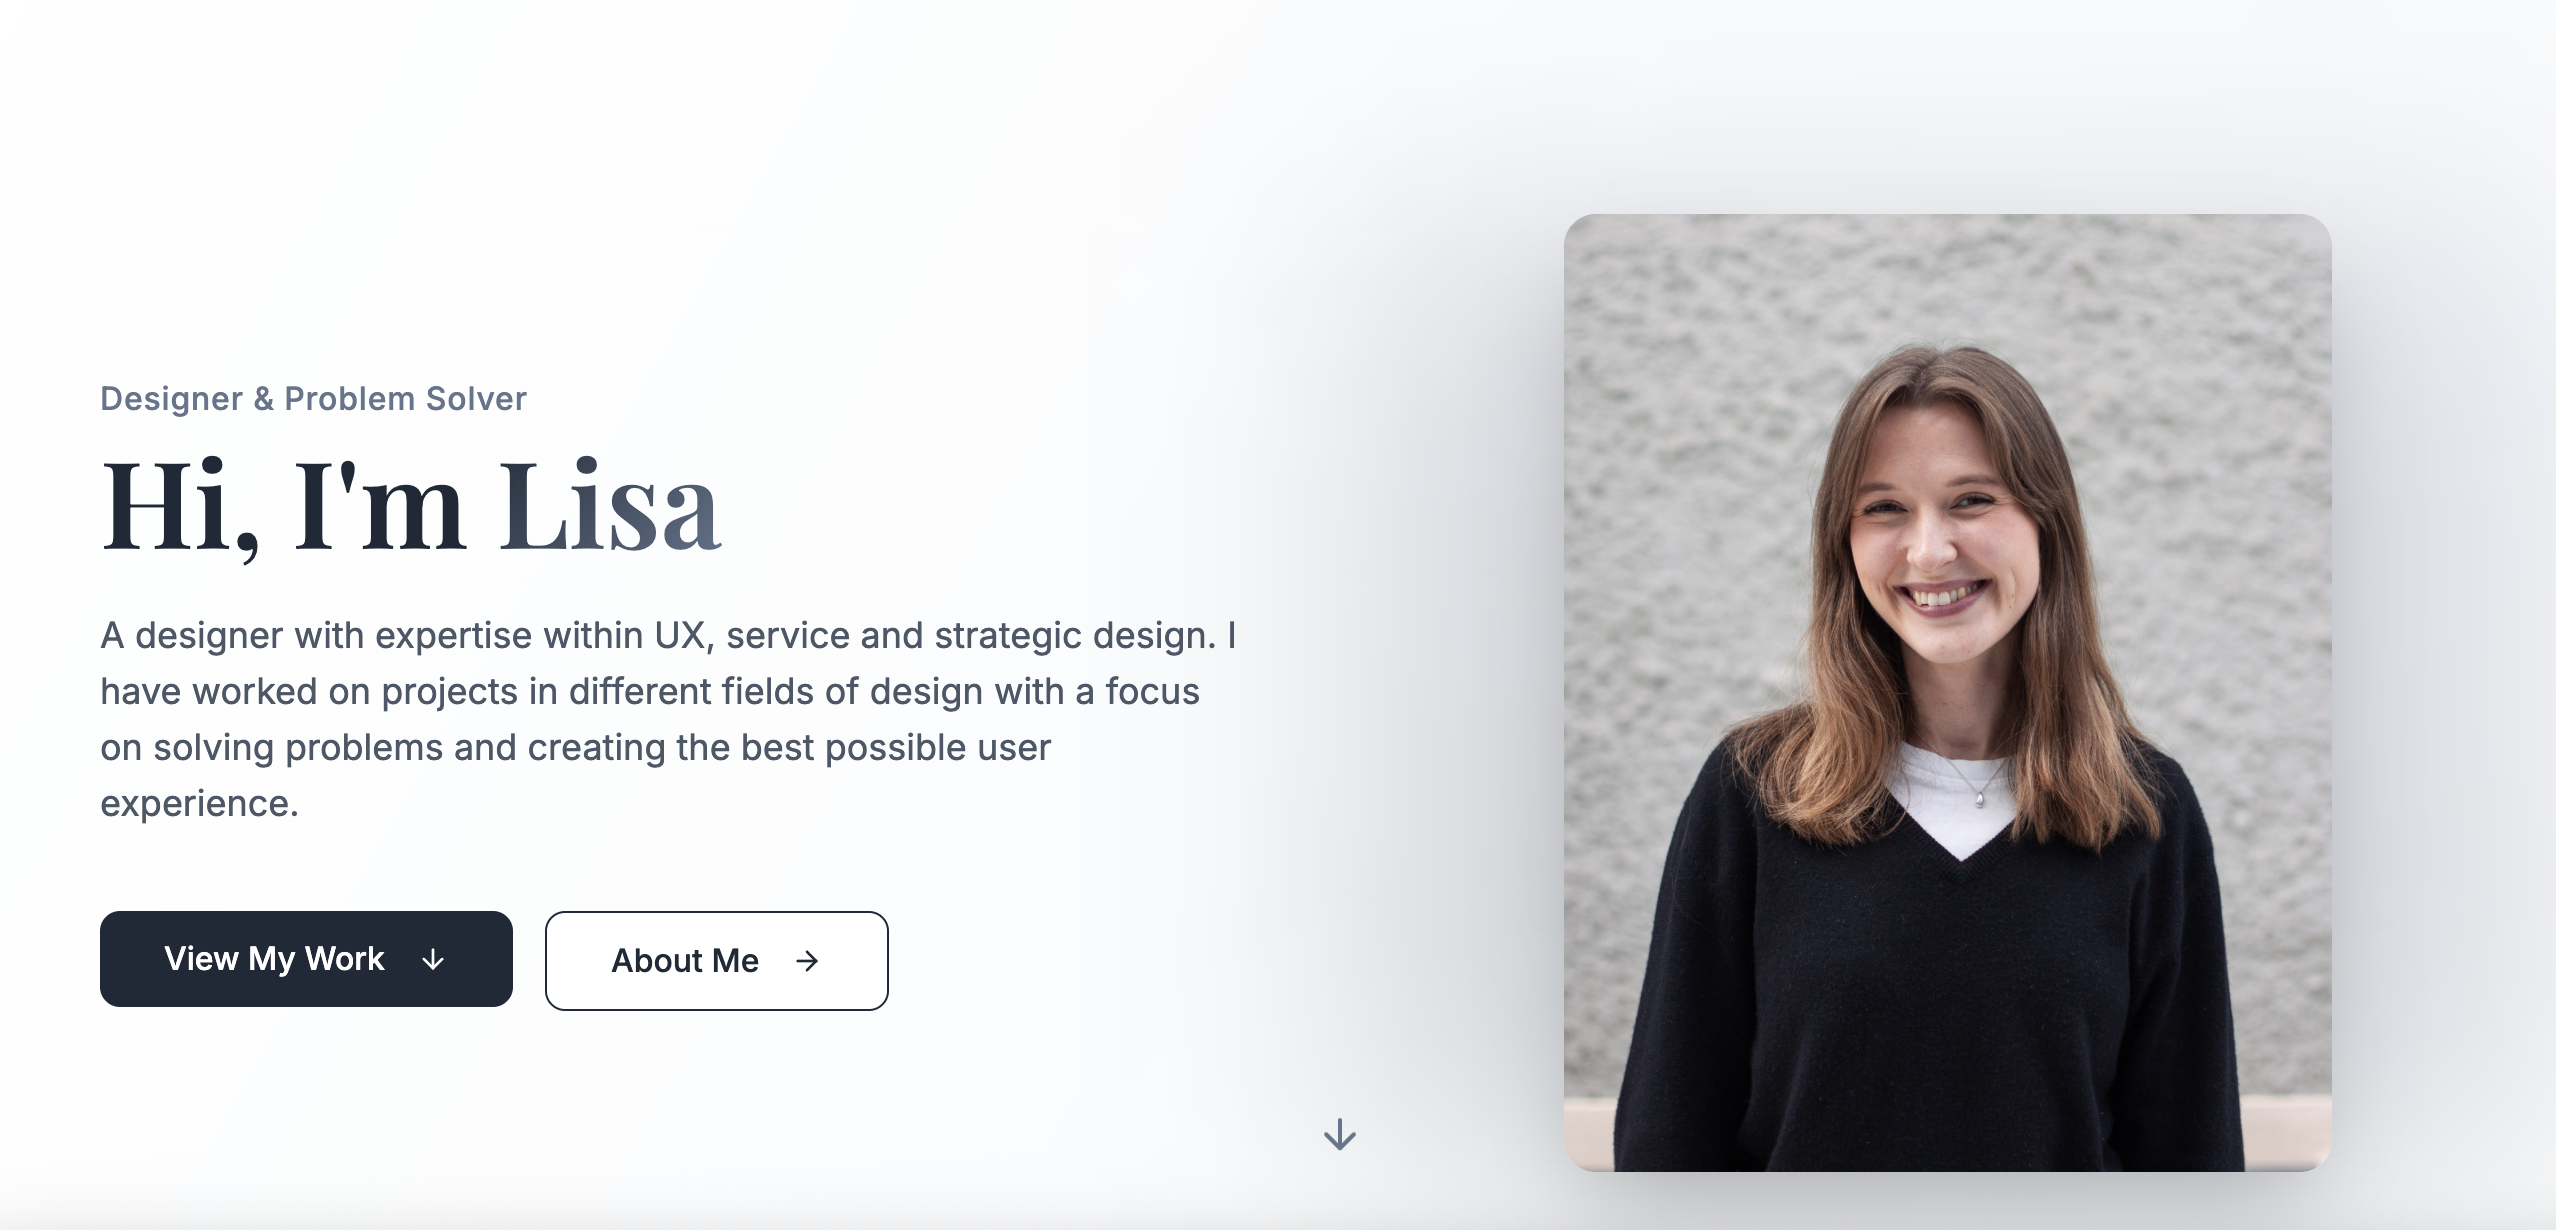 Designer & Problem Solver
Hi, I'm Lisa
A designer with expertise within UX, service and strategic design. I
have worked on projects in different fields of design with a focus
on solving problems and creating the best possible user
experience.
View My Work
About Me